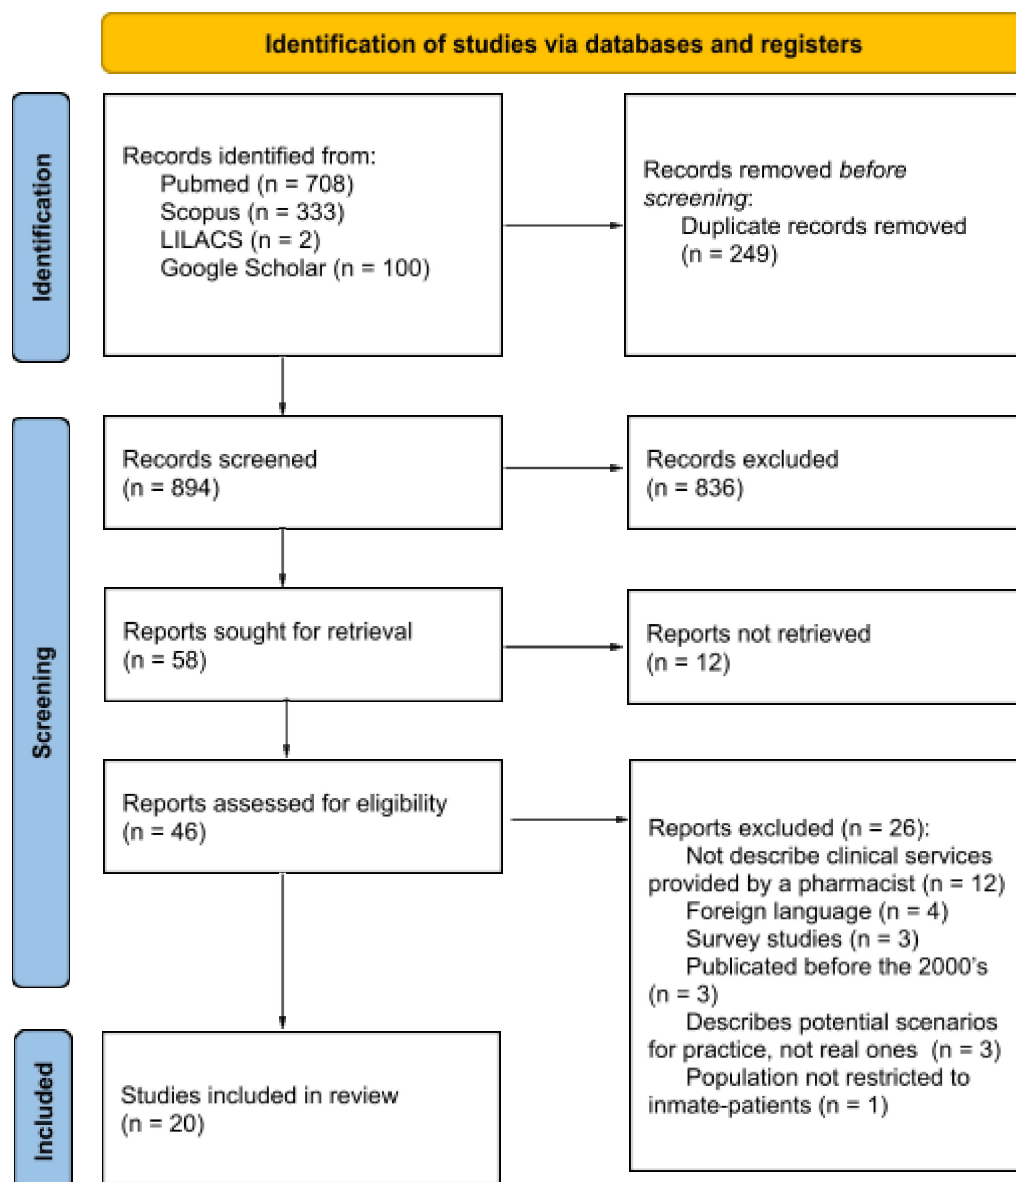 Identification of studies via databases and registers
Identification
Records identified from:
Pubmed (n = 708)
Scopus (n = 333)
LILACS (n = 2)
Google Scholar (n = 100)
Records removed before
screening:
Duplicate records removed
(n = 249)
Screening
Records screened
(n = 894)
Records excluded
(n = 836)
Reports sought for retrieval
(n = 58)
Reports not retrieved
(n = 12)
Reports assessed for eligibility
(n = 46)
Reports excluded (n = 26):
Not describe clinical services
provided by a pharmacist (n = 12)
Foreign language (n = 4)
Survey studies (n = 3)
Publicated before the 2000's
(n = 3)
Describes potential scenarios
for practice, not real ones (n = 3)
Population not restricted to
inmate-patients (n = 1)
Included
Studies included in review
(n = 20)